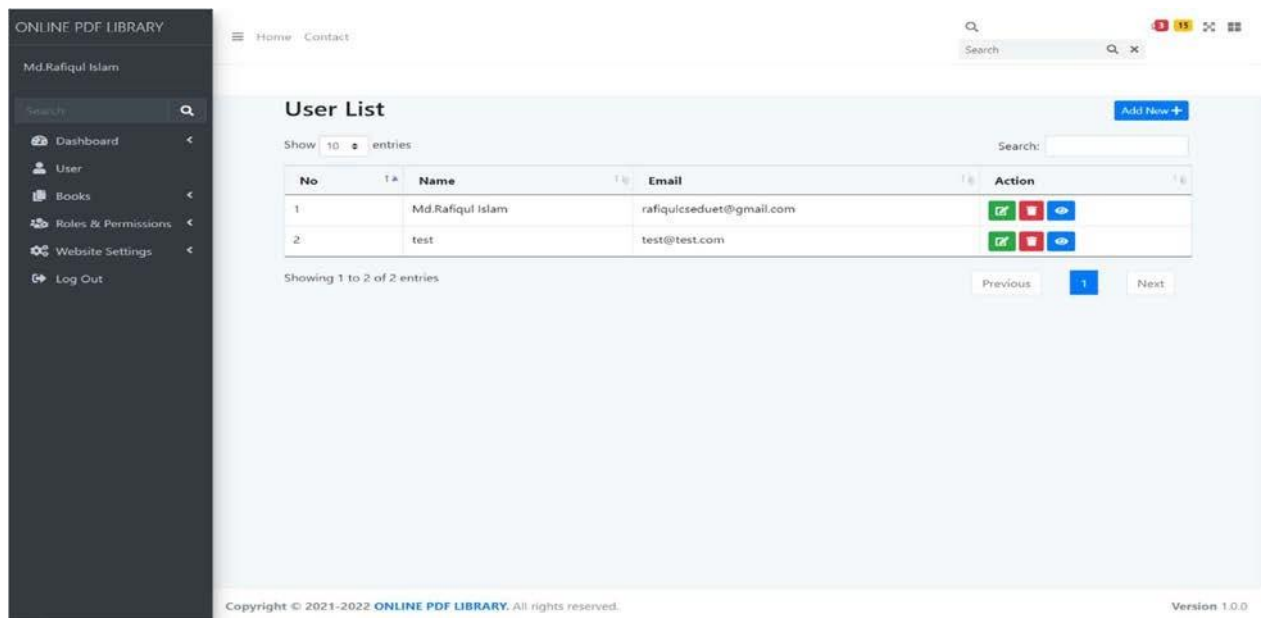 ONLINE PDF LIBRARY
Md.Rafiqul Islam
Search
Dashboard
User
Books
Roles & Permissions
Website Settings
Log Out
Home Contact
Search
3 15
User List
Add New +
Show 10 entries
Search:
No Name Email Action
1 Md.Rafiqul Islam rafiqulcseduet@gmail.com
2 test test@test.com
Showing 1 to 2 of 2 entries
Previous 1 Next
Copyright © 2021-2022 ONLINE PDF LIBRARY. All rights reserved.
Version 1.0.0